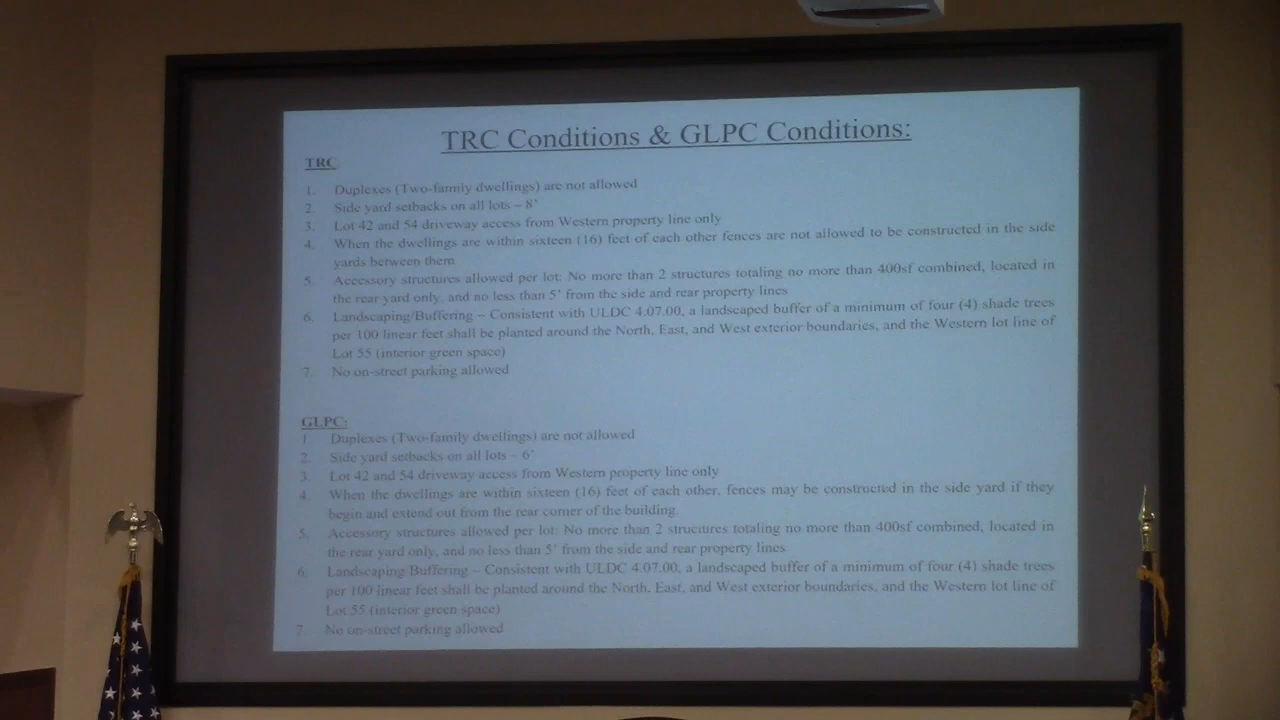 TRC Conditions & GLPC Conditions:
TRC
1. Duplexes (Two-family dwellings) are not allowed
2. Side yard setbacks on all lots – 8'
3. Lot 42 and 54 driveway access from Western property line only
4. When the dwellings are within sixteen (16) feet of each other fences are not allowed to be constructed in the side
yards between them
5. Accessory structures allowed per lot: No more than 2 structures totaling no more than 400sf combined, located in
the rear yard only, and no less than 5' from the side and rear property lines
6. Landscaping/Buffering – Consistent with ULDC 4.07.00, a landscaped buffer of a minimum of four (4) shade trees
per 100 linear feet shall be planted around the North, East, and West exterior boundaries, and the Western lot line of
Lot 55 (interior green space)
7. No on-street parking allowed
GLPC:
1. Duplexes (Two-family dwellings) are not allowed
2. Side yard setbacks on all lots – 6'
3. Lot 42 and 54 driveway access from Western property line only
4. When the dwellings are within sixteen (16) feet of each other, fences may be constructed in the side yard if they
begin and extend out from the rear corner of the building.
5. Accessory structures allowed per lot: No more than 2 structures totaling no more than 400sf combined, located in
the rear yard only, and no less than 5' from the side and rear property lines
6. Landscaping/Buffering – Consistent with ULDC 4.07.00, a landscaped buffer of a minimum of four (4) shade trees
per 100 linear feet shall be planted around the North, East, and West exterior boundaries, and the Western lot line of
Lot 55 (interior green space)
7. No on-street parking allowed